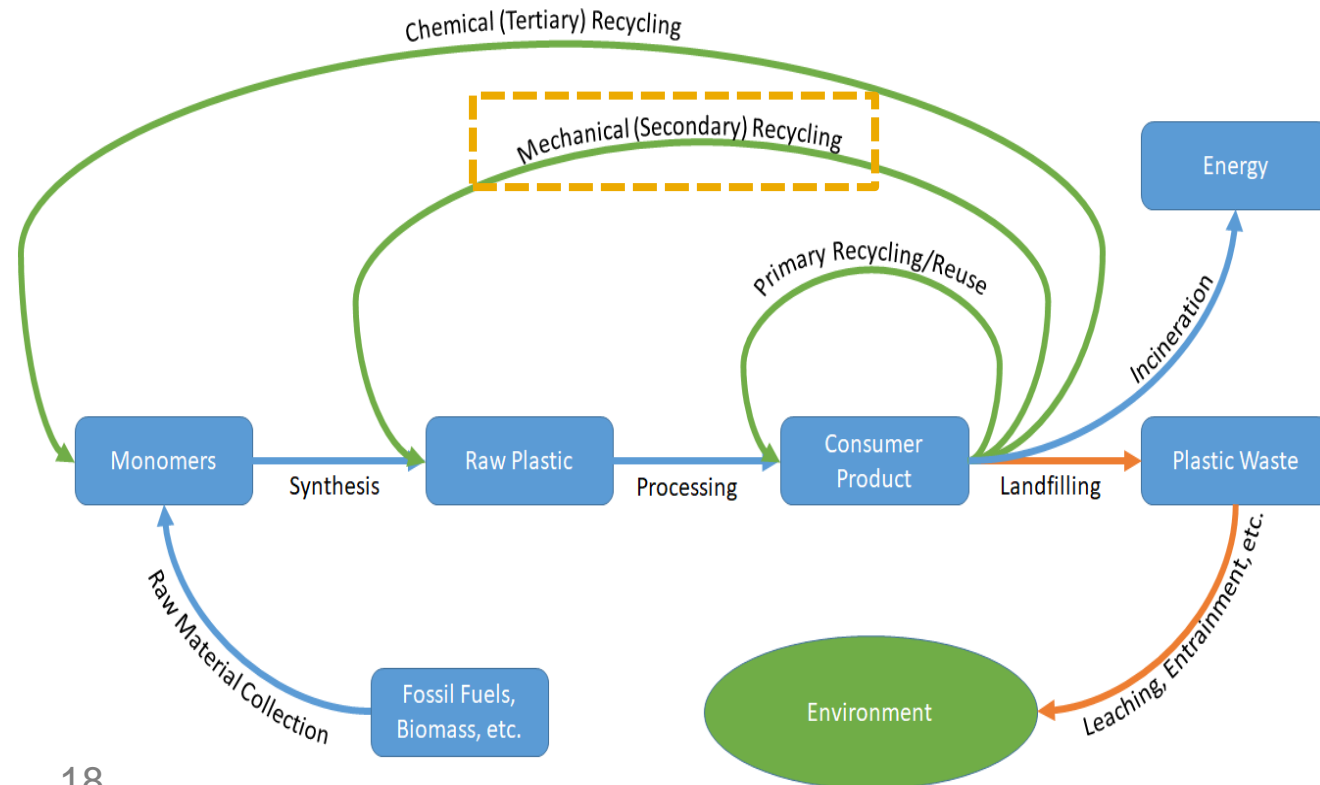 Chemical (Tertiary) Recycling
Mechanical (Secondary) Recycling
Energy
Primary Recycling/Reuse
Incineration
Monomers
Synthesis
Raw Plastic
Processing
Consumer
Product
Landfilling
Plastic Waste
Raw Material Collection
Fossil Fuels,
Biomass, etc.
Environment
Leaching, Entrainment, etc.
18